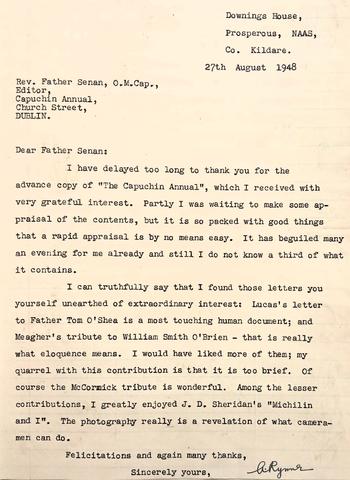 Downings House,
Prosperous, NAAS,
Co. Kildare.
27th August 1948
Rev. Father Senan, O.M.Cap.,
Editor,
Capuchin Annual,
Church Street,
DUBLIN.
Dear Father Senan:
I have delayed too long to thank you for the
advance copy of "The Capuchin Annual", which I received with
very grateful interest. Partly I was waiting to make some ap-
praisal of the contents, but it is so packed with good things
that a rapid appraisal is by no means easy. It has beguiled many
an evening for me already and still I do not know a third of what
it contains.
I can truthfully say that I found those letters you
yourself unearthed of extraordinary interest: Lucas's letter
to Father Tom O'Shea is a most touching human document; and
Meagher's tribute to William Smith O'Brien - that is really
what eloquence means. I would have liked more of them; my
quarrel with this contribution is that it is too brief. Of
course the McCormick tribute is wonderful. Among the lesser
contributions, I greatly enjoyed J. D. Sheridan's "Michilin
and I". The photography really is a revelation of what camera-
men can do.
Felicitations and again many thanks,
Sincerely yours,